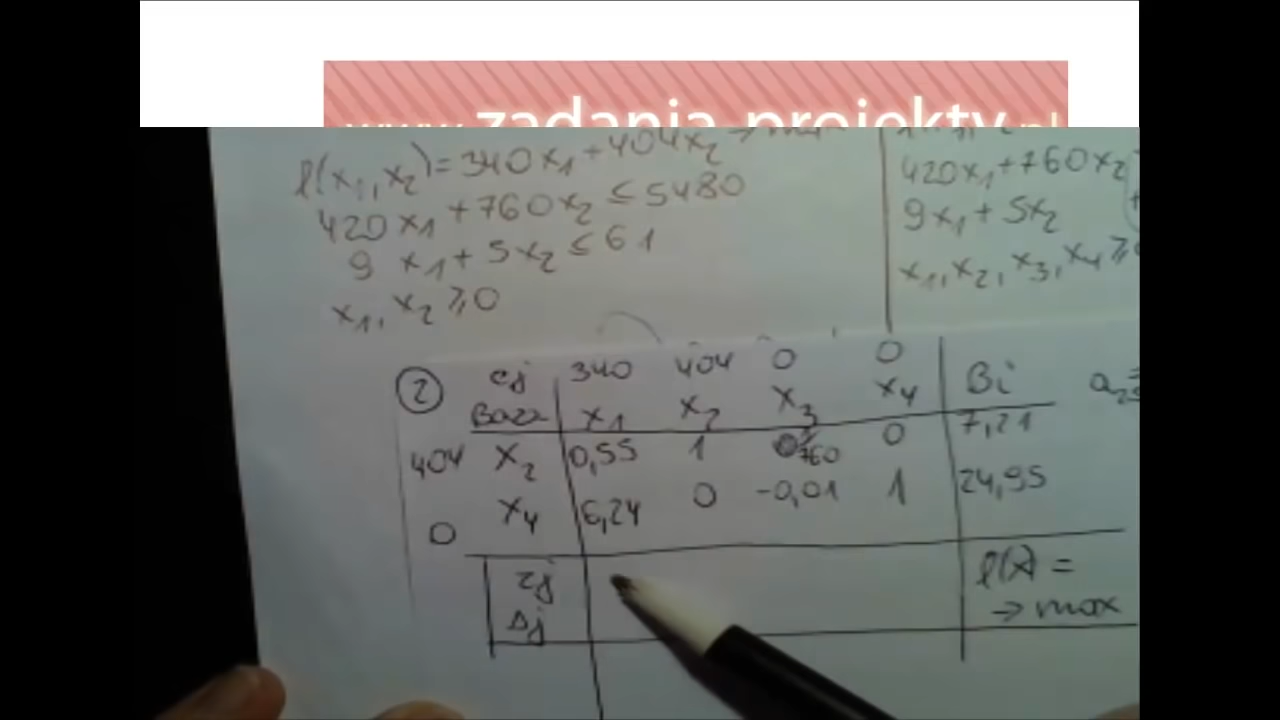 www.zadania-projekty.pl
f(x₁,x₂)=340x₁+404x₂→max
420x₁+760x₂≤5480
9x₁+5x₂≤61
x₁,x₂≥0
420x₁+760x₂
9x₁+5x₂
x₁,x₂,x₃,x₄≥0
2
cj 340 404 0 0
Baza x₁ x₂ x₃ x₄ Bi
404 x₂ 0,55 1 760 0 7,21
0 x₄ 6,24 0 -0,01 1 24,95
zj f(x)=
Δj →max